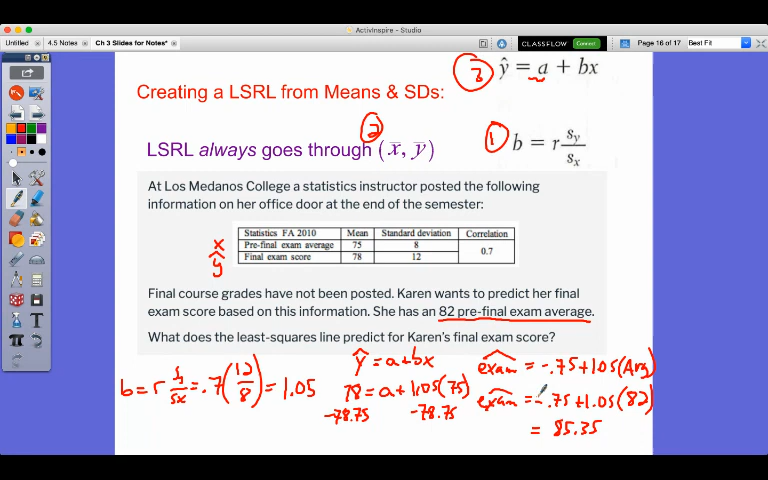 ActivInspire - Studio
Untitled
4.5 Notes
Ch 3 Slides for Notes*
CLASSFLOW
Connect
Page 16 of 17
Best Fit
③ ŷ = a + bx
Creating a LSRL from Means & SDs:
②
LSRL always goes through (x̄, ȳ)
① b = r s_y/s_x
At Los Medanos College a statistics instructor posted the following
information on her office door at the end of the semester:
Statistics FA 2010 Mean Standard deviation Correlation
x Pre-final exam average 75 8 0.7
ŷ Final exam score 78 12
Final course grades have not been posted. Karen wants to predict her final
exam score based on this information. She has an 82 pre-final exam average.
What does the least-squares line predict for Karen's final exam score?
b = r sy/sx = .7(12/8) = 1.05
ŷ = a + bx
78 = a + 1.05(75)
-78.75 -78.75
exam = -.75 + 1.05(Avg)
exam = -.75 + 1.05(82)
= 85.35